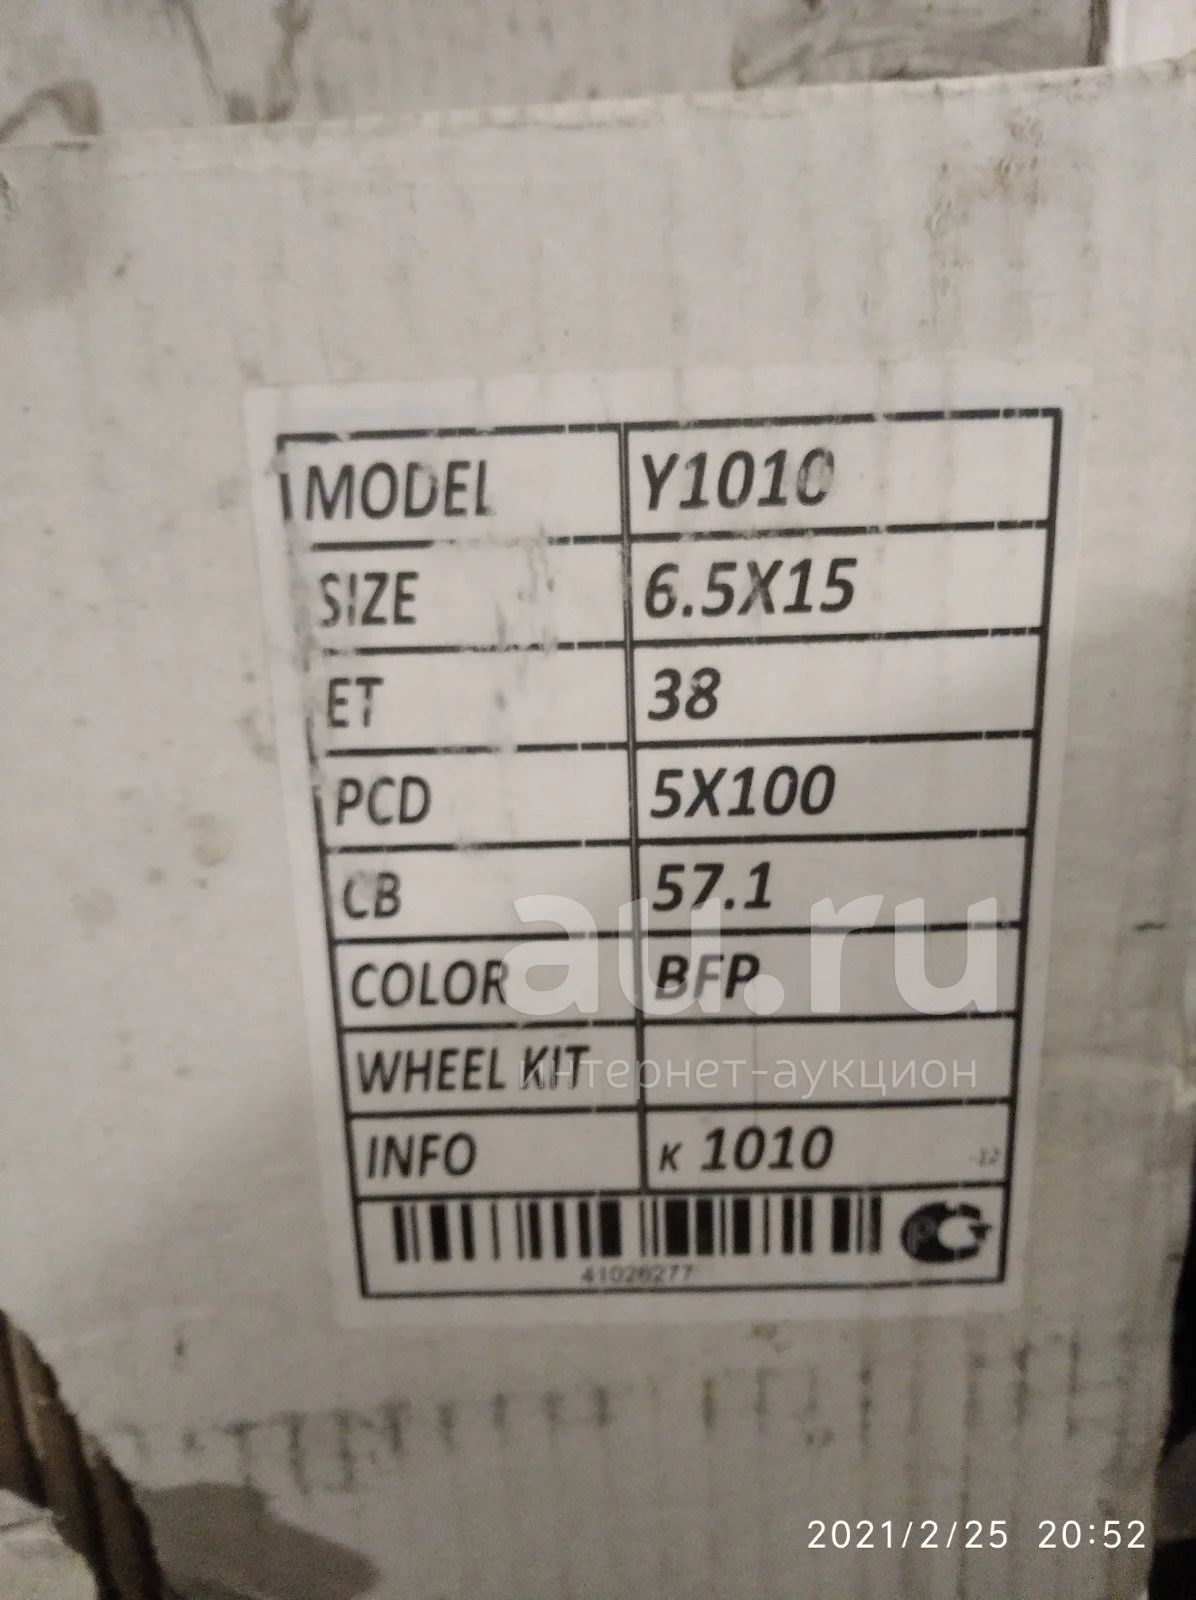 MODEL Y1010
SIZE 6.5X15
ET 38
PCD 5X100
CB 57.1
COLOR BFP
WHEEL KIT
INFO к 1010 -12
41026277
au.ru
интернет-аукцион
2021/2/25 20:52